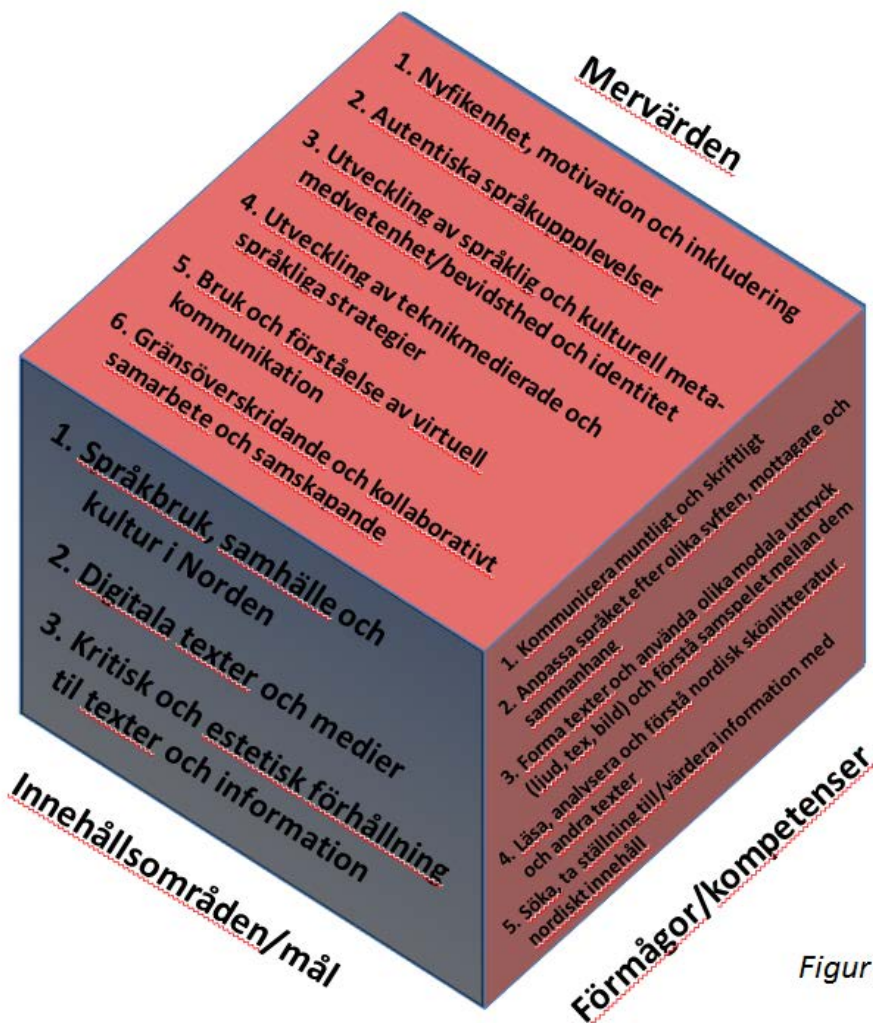 Mervärden
1. Nyfikenhet, motivation och inkludering
2. Autentiska språkuppplevelser
3. Utveckling av språklig och kulturell meta-
medvetenhet/bevidsthed och identitet
4. Utveckling av teknikmedierade och
språkliga strategier
5. Bruk och förståelse av virtuell
kommunikation
6. Gränsöverskridande och kollaborativt
samarbete och samskapande
1. Språkbruk, samhälle och
kultur i Norden
2. Digitala texter och medier
3. Kritisk och estetisk förhållning
til texter och information
Innehållsområden/mål
1. Kommunicera muntligt och skriftligt
2. Anpassa språket efter olika syften, mottagare och
sammanhang
3. Forma texter och använda olika modala uttryck
(ljud, tex, bild) och förstå samspelet mellan dem
4. Läsa, analysera och förstå nordisk skönlitteratur
och andra texter
5. Söka, ta ställning till/värdera information med
nordiskt innehåll
Förmågor/kompetenser
Figur